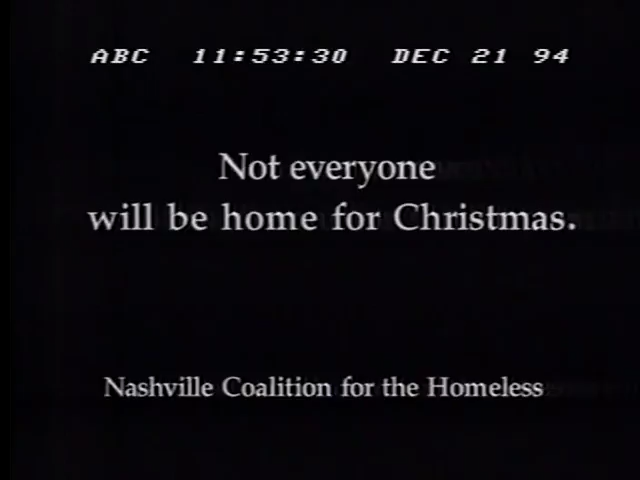 ABC 11:53:30 DEC 21 94
Not everyone
will be home for Christmas.
Nashville Coalition for the Homeless